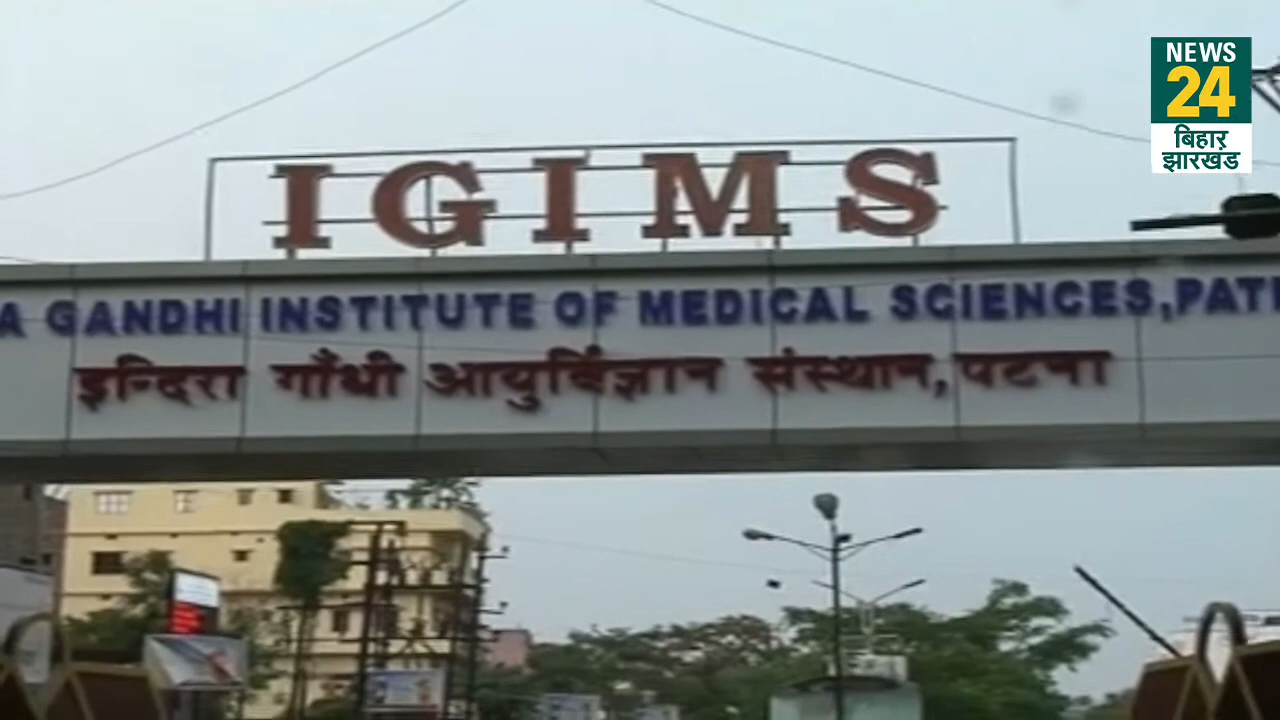 NEWS
24
बिहार
झारखंड
IGIMS
A GANDHI INSTITUTE OF MEDICAL SCIENCES, PAT
इन्दिरा गाँधी आयुर्विज्ञान संस्थान, पटना